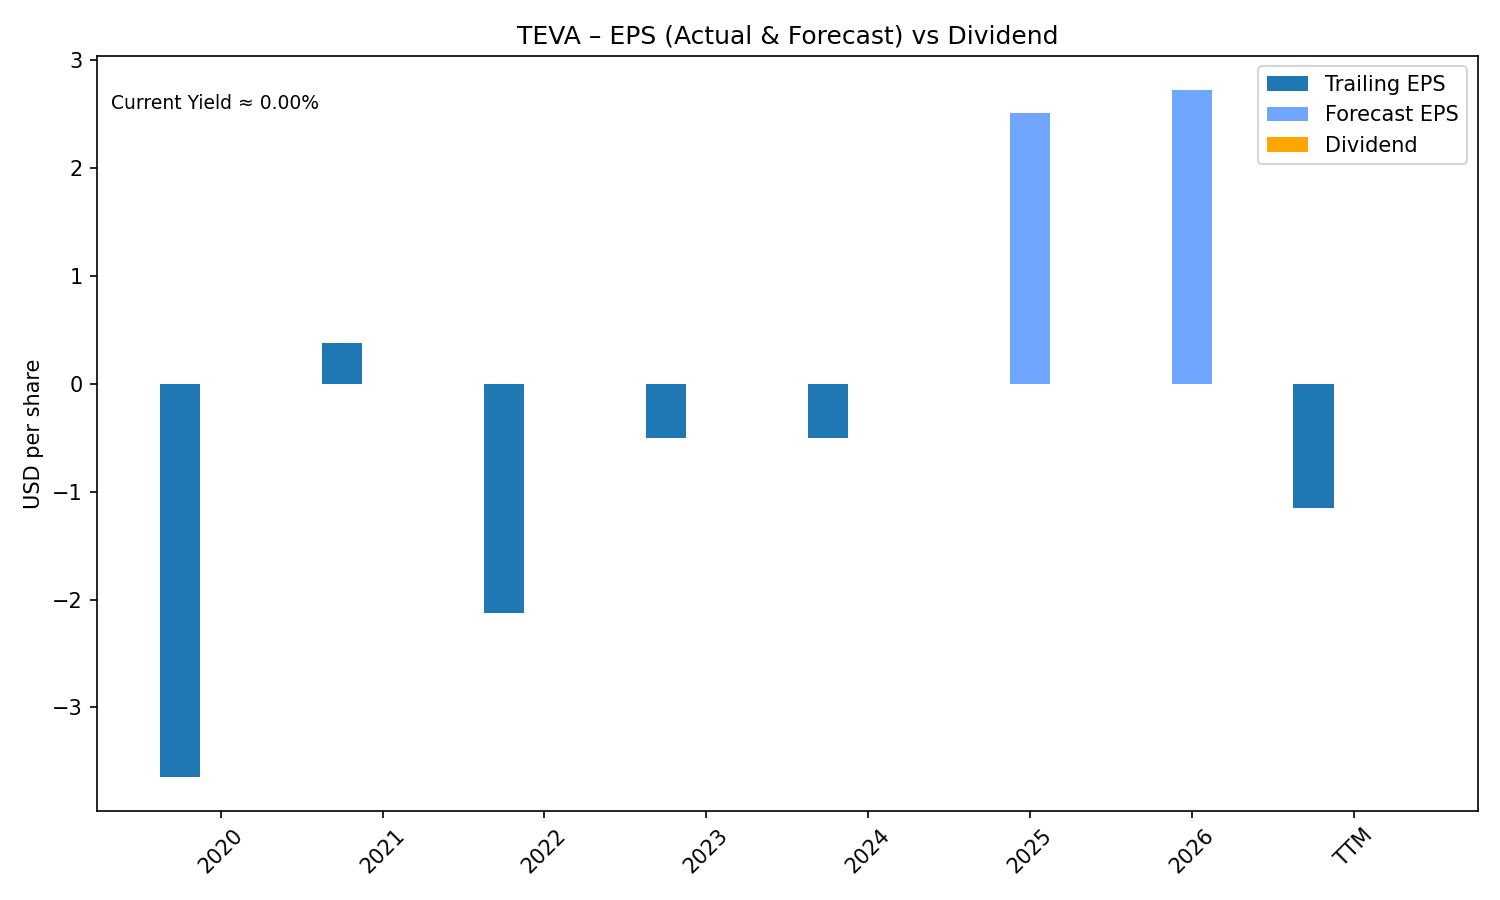 TEVA – EPS (Actual & Forecast) vs Dividend
Current Yield ≈ 0.00%
Trailing EPS
Forecast EPS
Dividend
USD per share
3
2
1
0
−1
−2
−3
2020
2021
2022
2023
2024
2025
2026
TTM